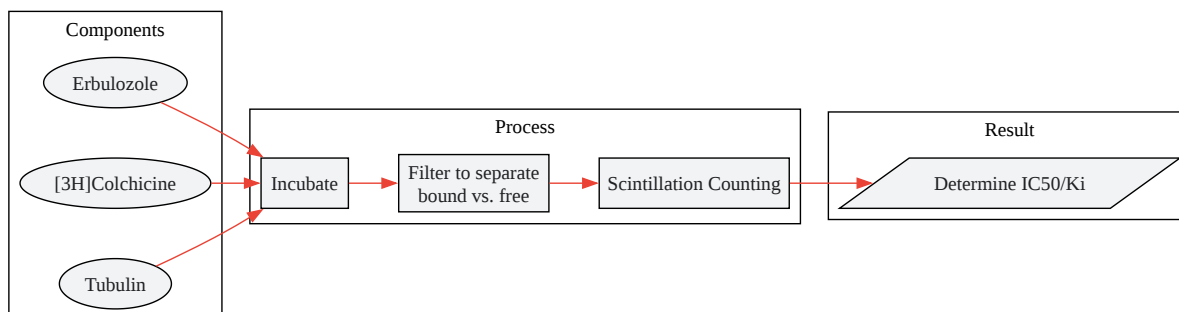 Components
Erbulozole
[3H]Colchicine
Tubulin
Process
Incubate
Filter to separate
bound vs. free
Scintillation Counting
Result
Determine IC50/Ki